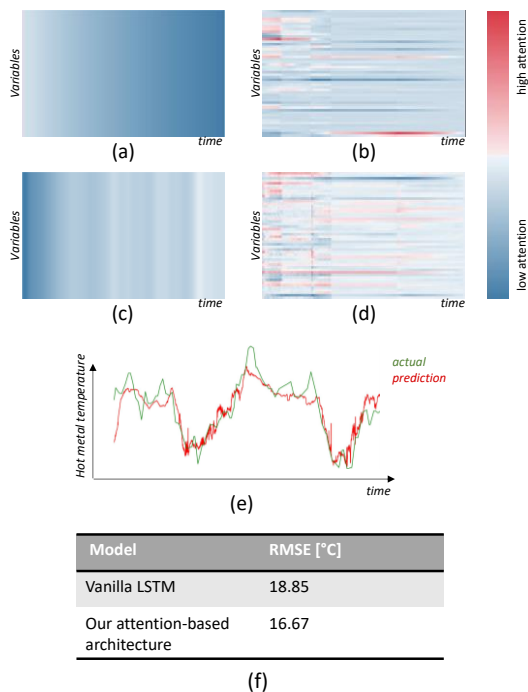 Variables
time
(a)
Variables
time
(b)
high attention
low attention
Variables
time
(c)
Variables
time
(d)
Hot metal temperature
actual
prediction
time
(e)
Model RMSE [°C]
Vanilla LSTM 18.85
Our attention-based 16.67
architecture
(f)